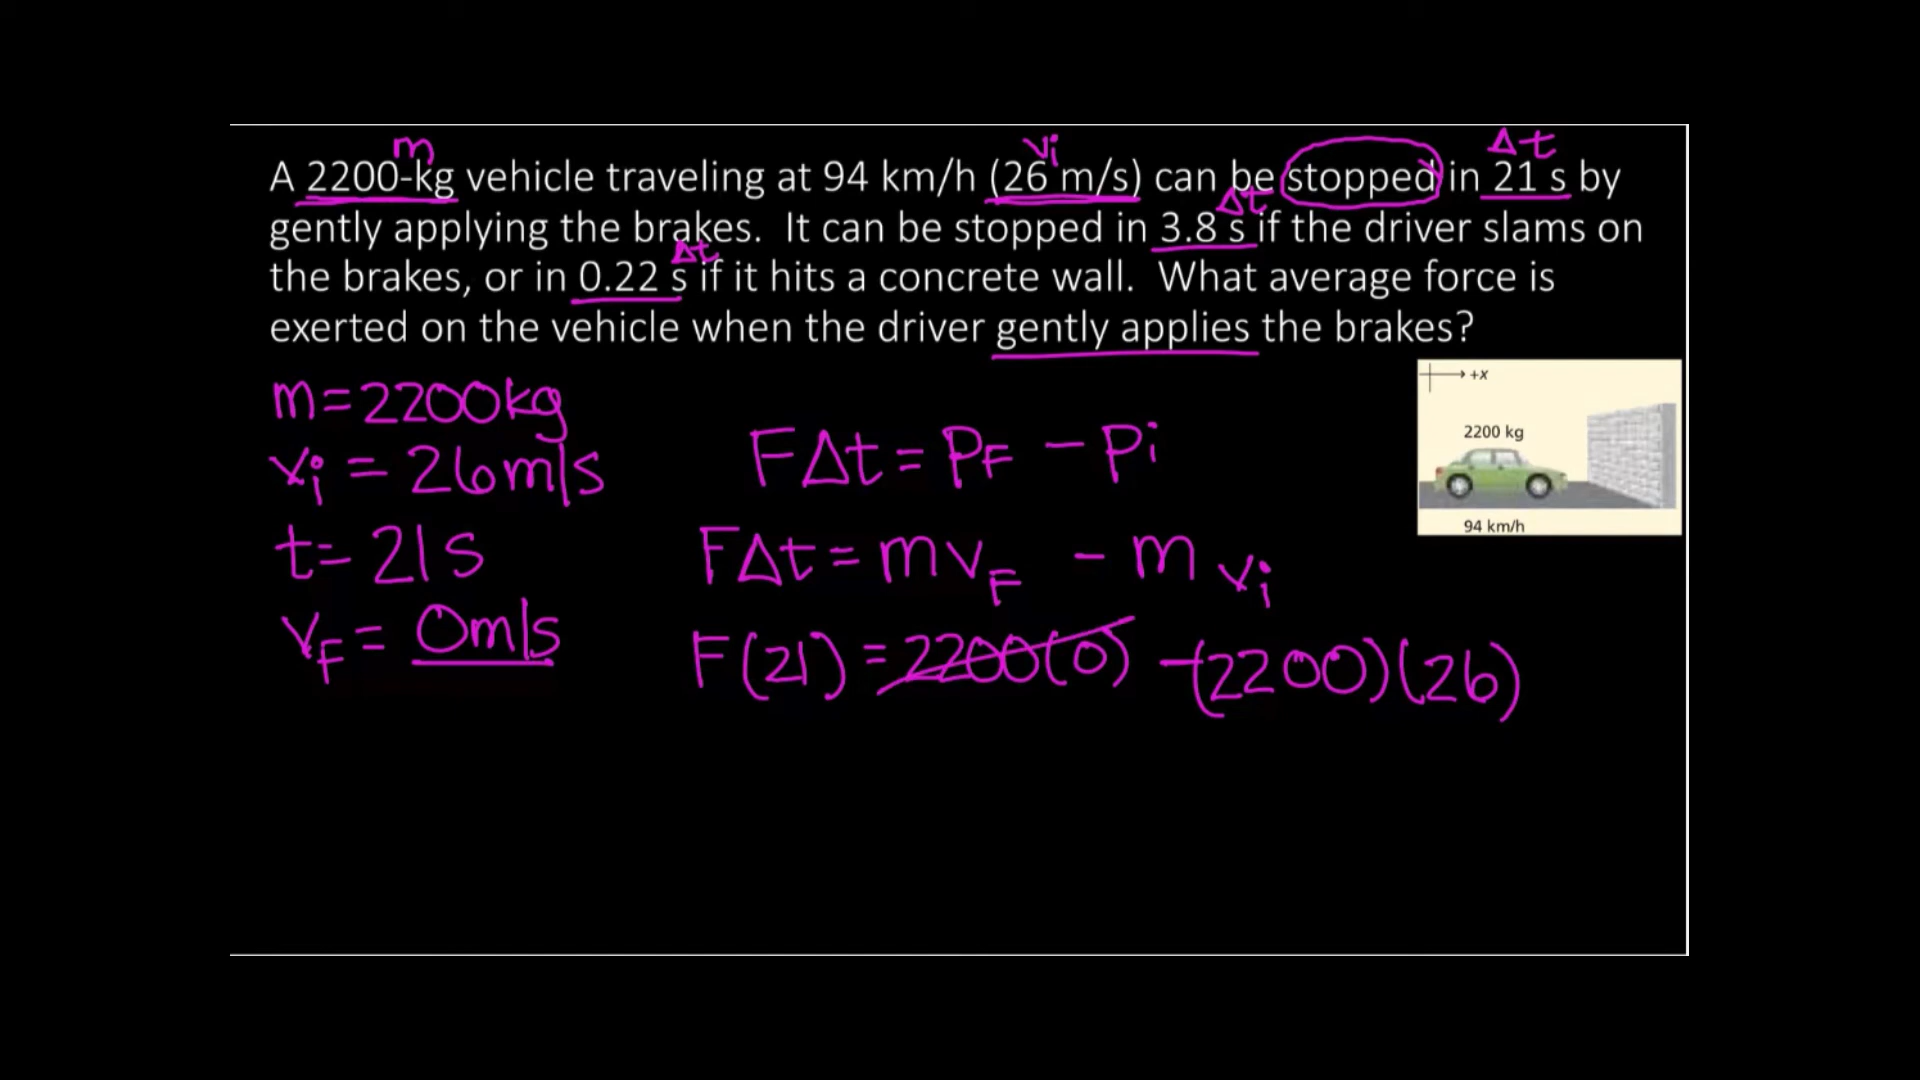 m vi Δt
A 2200-kg vehicle traveling at 94 km/h (26 m/s) can be stopped in 21 s by
Δt
gently applying the brakes. It can be stopped in 3.8 s if the driver slams on
Δt
the brakes, or in 0.22 s if it hits a concrete wall. What average force is
exerted on the vehicle when the driver gently applies the brakes?
+x
2200 kg
94 km/h
m=2200kg
vi = 26m/s
t= 21s
vF = 0m/s
FΔt = PF - Pi
FΔt = mvF - mvi
F(21) = 2200(0) -(2200)(26)